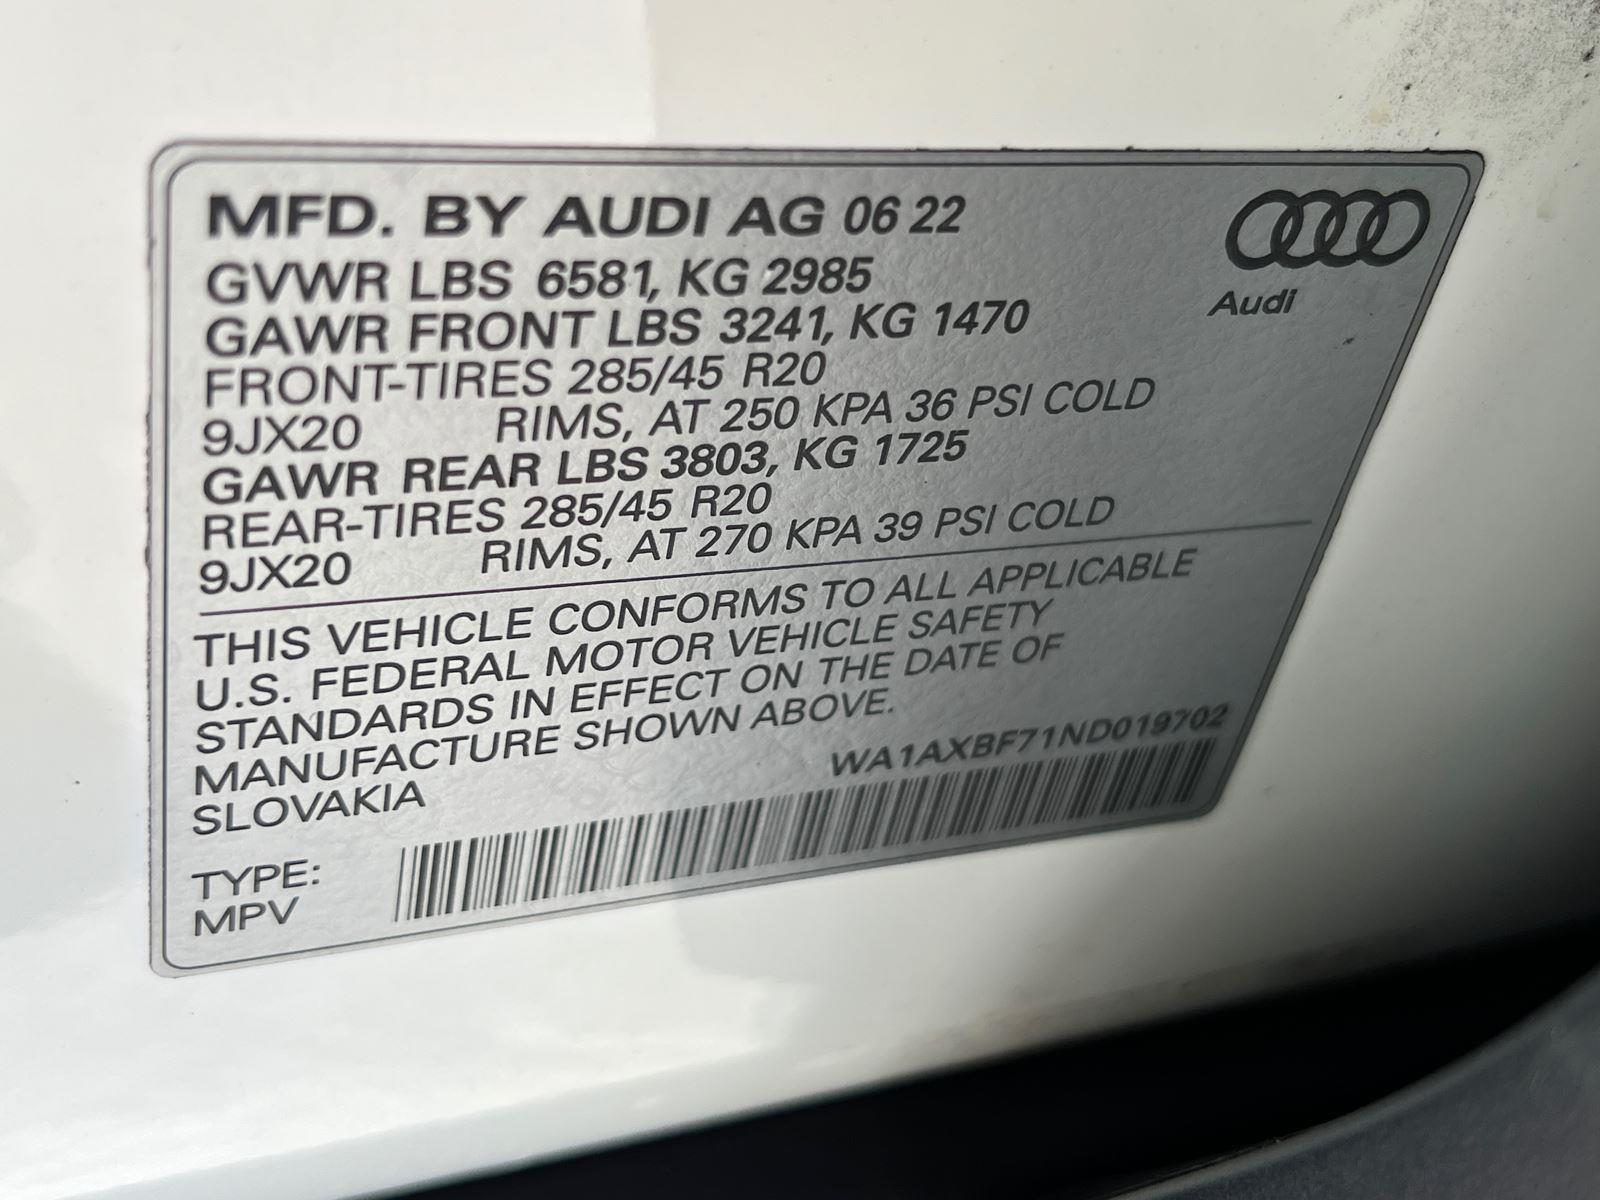 MFD. BY AUDI AG 06 22
Audi
GVWR LBS 6581, KG 2985
GAWR FRONT LBS 3241, KG 1470
FRONT-TIRES 285/45 R20
9JX20 RIMS, AT 250 KPA 36 PSI COLD
GAWR REAR LBS 3803, KG 1725
REAR-TIRES 285/45 R20
9JX20 RIMS, AT 270 KPA 39 PSI COLD
THIS VEHICLE CONFORMS TO ALL APPLICABLE
U.S. FEDERAL MOTOR VEHICLE SAFETY
STANDARDS IN EFFECT ON THE DATE OF
MANUFACTURE SHOWN ABOVE.
SLOVAKIA
WA1AXBF71ND019702
TYPE:
MPV